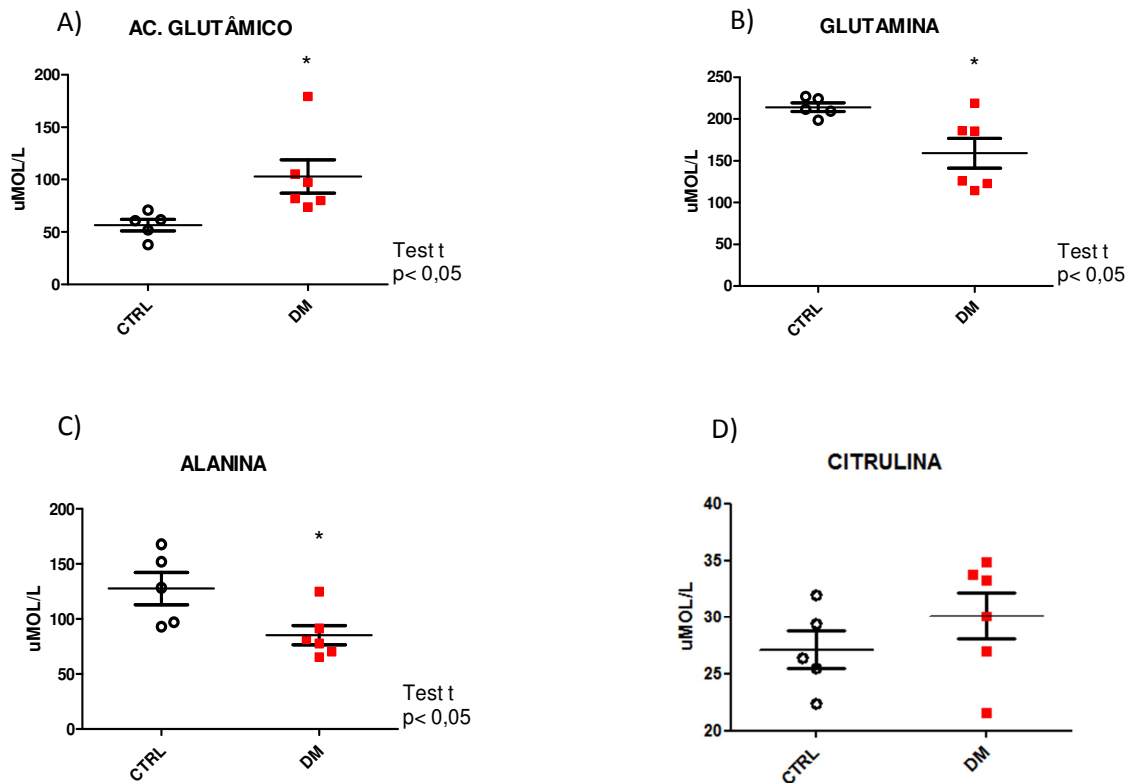 A)
AC. GLUTÂMICO
*
200
150
100
50
0
uMOL/L
CTRL
DM
Test t
p< 0,05
B)
GLUTAMINA
*
250
200
150
100
50
0
uMOL/L
CTRL
DM
Test t
p< 0,05
C)
ALANINA
*
200
150
100
50
0
uMOL/L
CTRL
DM
Test t
p< 0,05
D)
CITRULINA
40
35
30
25
20
uMOL/L
CTRL
DM